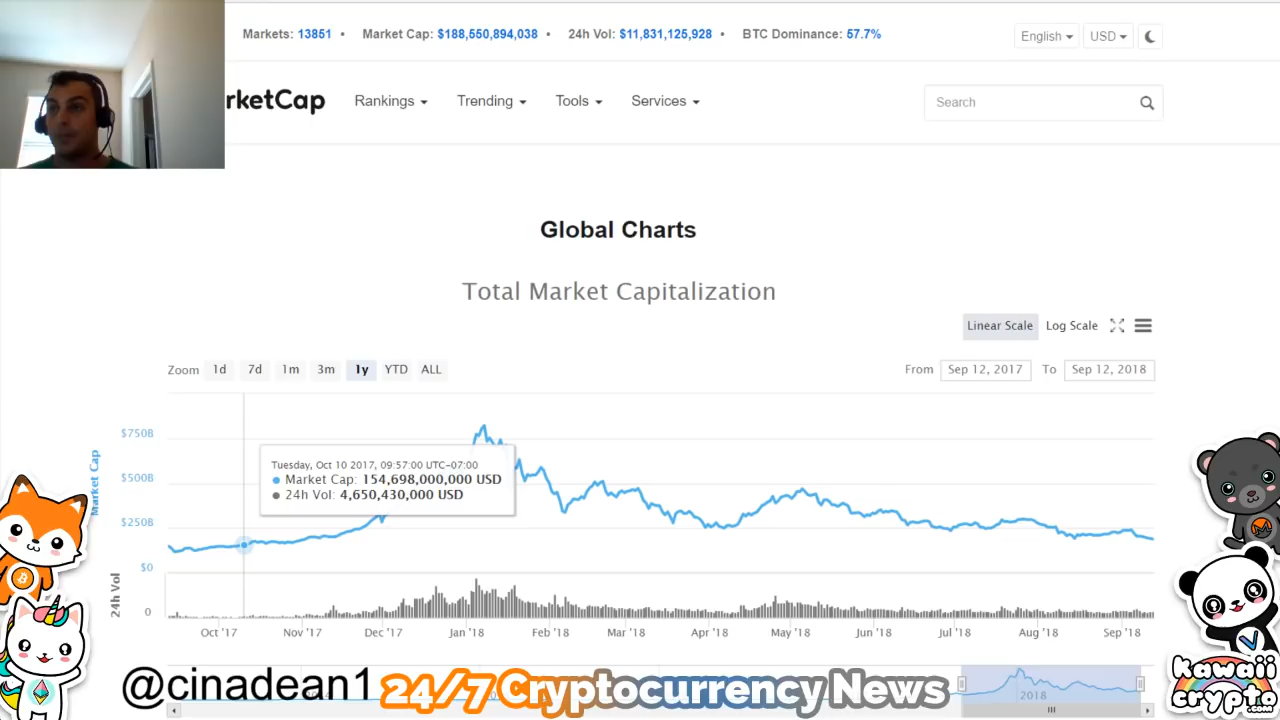 Markets: 13851 • Market Cap: $188,550,894,038 • 24h Vol: $11,831,125,928 • BTC Dominance: 57.7%
English USD
rketCap Rankings Trending Tools Services Search
Global Charts
Total Market Capitalization
Linear Scale Log Scale
Zoom 1d 7d 1m 3m 1y YTD ALL From Sep 12, 2017 To Sep 12, 2018
Market Cap
$750B
$500B
$250B
$0
Tuesday, Oct 10 2017, 09:57:00 UTC-07:00
Market Cap: 154,698,000,000 USD
24h Vol: 4,650,430,000 USD
24h Vol
0
Oct '17 Nov '17 Dec '17 Jan '18 Feb '18 Mar '18 Apr '18 May '18 Jun '18 Jul '18 Aug '18 Sep '18
2018
@cinadean1 24/7 Cryptocurrency News
kawaii
crypto
.com